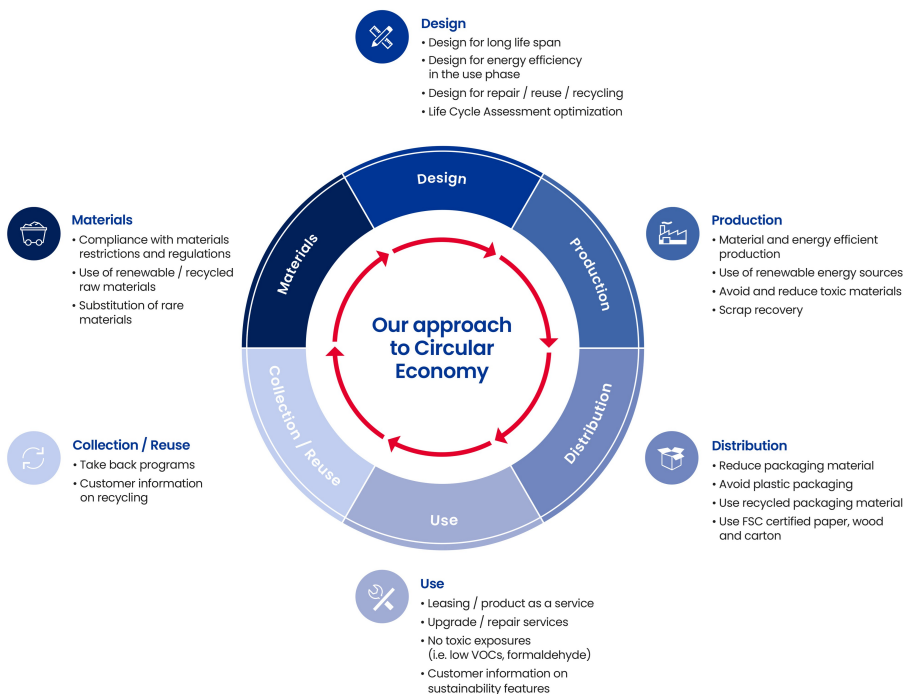 Design
• Design for long life span
• Design for energy efficiency
in the use phase
• Design for repair / reuse / recycling
• Life Cycle Assessment optimization
Materials
• Compliance with materials
restrictions and regulations
• Use of renewable / recycled
raw materials
• Substitution of rare
materials
Design
Materials
Production
Our approach
to Circular
Economy
Collection / Reuse
Distribution
Use
Production
• Material and energy efficient
production
• Use of renewable energy sources
• Avoid and reduce toxic materials
• Scrap recovery
Collection / Reuse
• Take back programs
• Customer information
on recycling
Distribution
• Reduce packaging material
• Avoid plastic packaging
• Use recycled packaging material
• Use FSC certified paper, wood
and carton
Use
• Leasing / product as a service
• Upgrade / repair services
• No toxic exposures
(i.e. low VOCs, formaldehyde)
• Customer information on
sustainability features